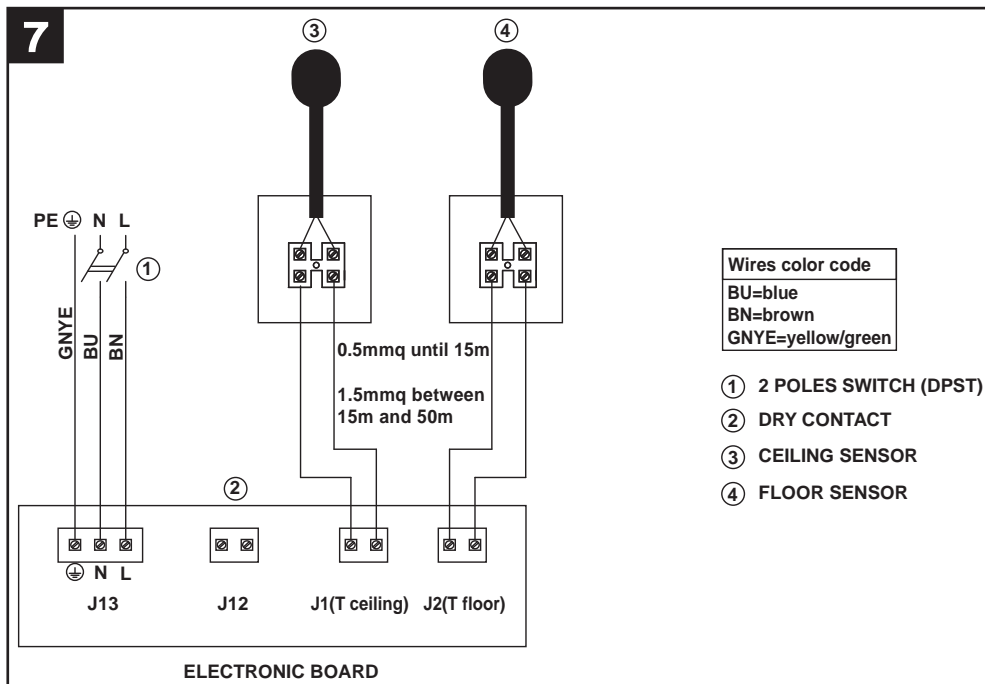 7
3
4
PE N L
1
GNYE
BU
BN
0.5mmq until 15m
1.5mmq between
15m and 50m
2
N L
J13
J12
J1(T ceiling)
J2(T floor)
ELECTRONIC BOARD
Wires color code
BU=blue
BN=brown
GNYE=yellow/green
1 2 POLES SWITCH (DPST)
2 DRY CONTACT
3 CEILING SENSOR
4 FLOOR SENSOR